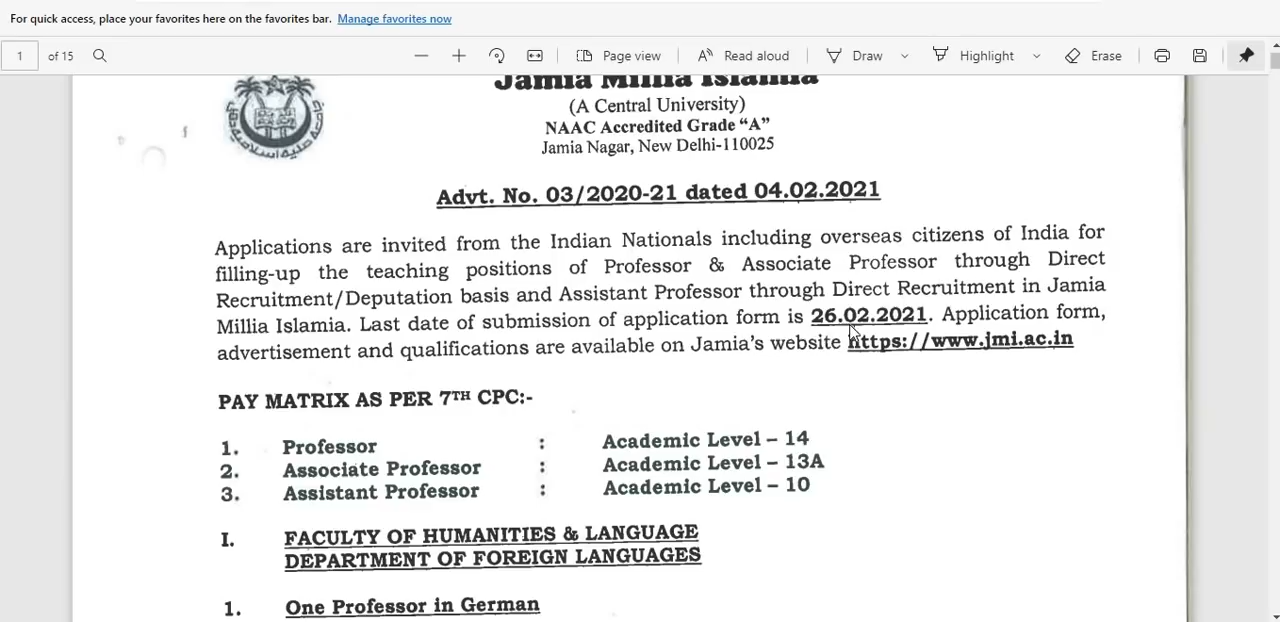 For quick access, place your favorites here on the favorites bar. Manage favorites now
1 of 15 Page view Read aloud Draw Highlight Erase
Jamia Millia Islamia
(A Central University)
NAAC Accredited Grade “A”
Jamia Nagar, New Delhi-110025
Advt. No. 03/2020-21 dated 04.02.2021
Applications are invited from the Indian Nationals including overseas citizens of India for
filling-up the teaching positions of Professor & Associate Professor through Direct
Recruitment/Deputation basis and Assistant Professor through Direct Recruitment in Jamia
Millia Islamia. Last date of submission of application form is 26.02.2021. Application form,
advertisement and qualifications are available on Jamia’s website https://www.jmi.ac.in
PAY MATRIX AS PER 7TH CPC:-
1. Professor : Academic Level – 14
2. Associate Professor : Academic Level – 13A
3. Assistant Professor : Academic Level – 10
I. FACULTY OF HUMANITIES & LANGUAGE
DEPARTMENT OF FOREIGN LANGUAGES
1. One Professor in German